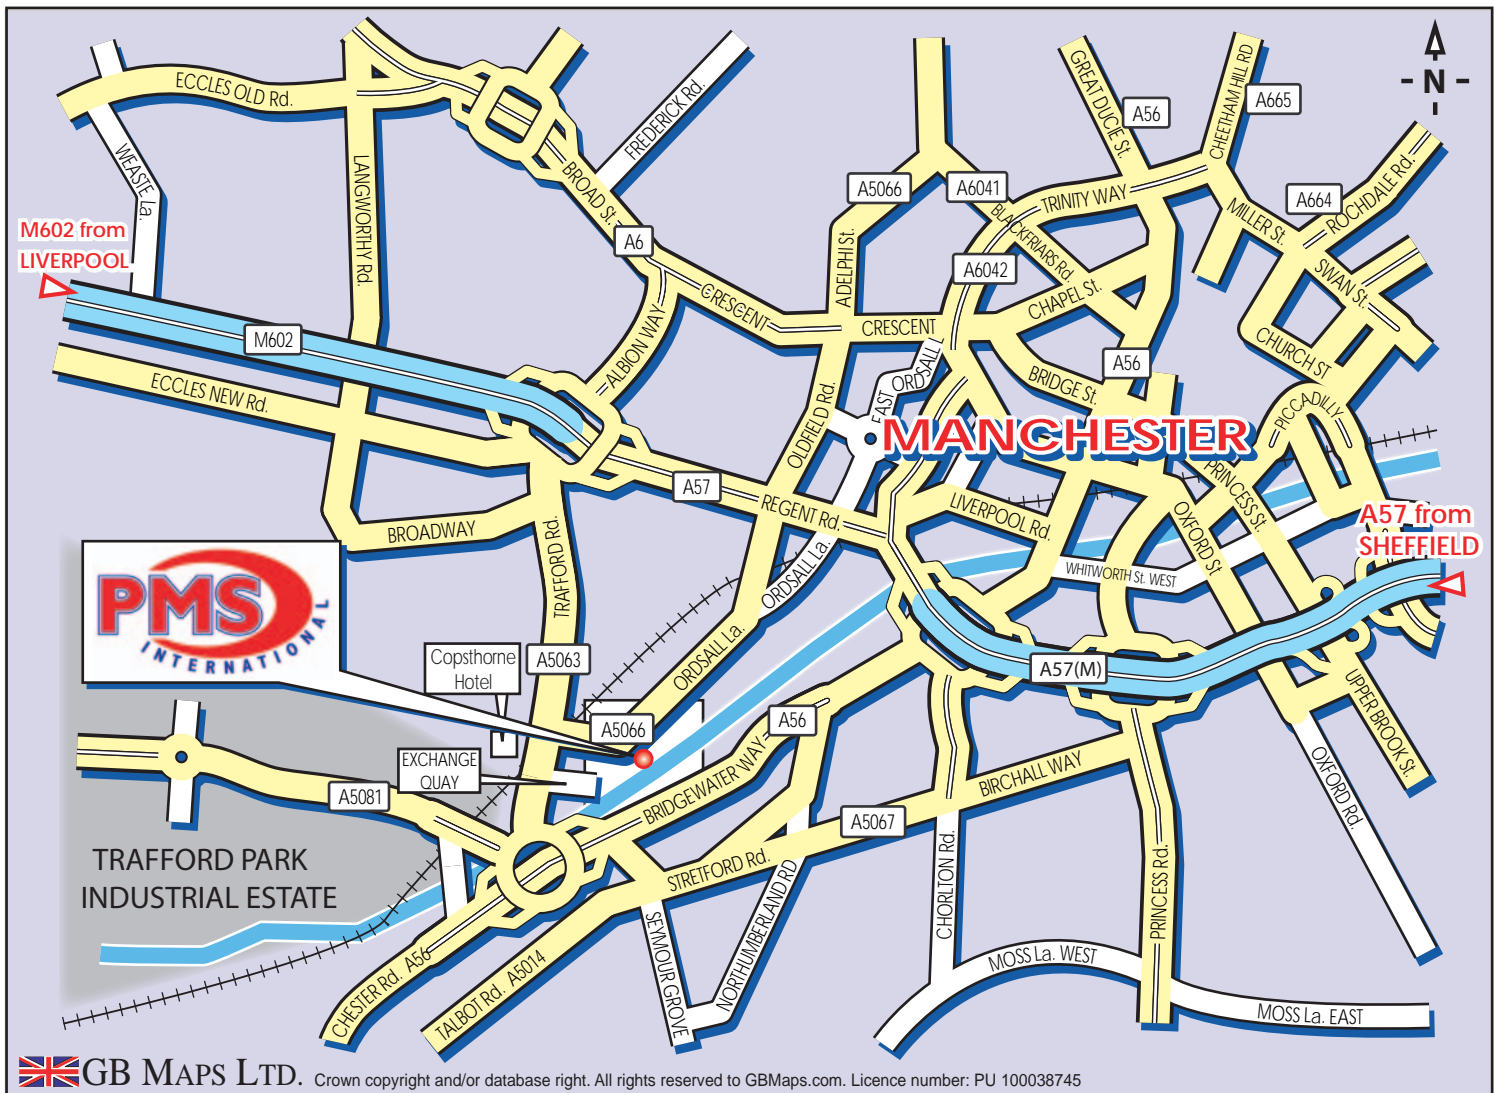 ECCLES OLD Rd.
WEASTE La.
LANGWORTHY Rd.
FREDERICK Rd.
BROAD St.
A6
CRESCENT
ALBION WAY
A5066
A6041
ADELPHI St.
BLACKFRIARS Rd.
A6042
TRINITY WAY
GREAT DUCIE St.
A56
CHEETHAM HILL RD
A665
N
A664
ROCHDALE Rd.
MILLER St.
SWAN St.
CHURCH ST
PICCADILLY
CHAPEL St.
CRESCENT
A56
BRIDGE St.
EAST ORDSALL L
OLDFIELD Rd.
M602 from
LIVERPOOL
M602
ECCLES NEW Rd.
MANCHESTER
A57
REGENT Rd.
LIVERPOOL Rd.
PRINCESS St.
OXFORD St
WHITWORTH St. WEST
A57 from
SHEFFIELD
BROADWAY
TRAFFORD Rd.
ORDSALL La.
ORDSALL La.
PMS
INTERNATIONAL
Copsthorne
Hotel
A5063
A5066
EXCHANGE
QUAY
A57(M)
UPPER BROOK St.
OXFORD Rd.
A56
BRIDGEWATER WAY
A5081
A5067
BIRCHALL WAY
STRETFORD Rd.
TRAFFORD PARK
INDUSTRIAL ESTATE
CHORLTON Rd.
PRINCESS Rd.
SEYMOUR GROVE
NORTHUMBERLAND RD
CHESTER Rd. A56
TALBOT Rd. A5014
MOSS La. WEST
MOSS La. EAST
GB MAPS LTD. Crown copyright and/or database right. All rights reserved to GBMaps.com. Licence number: PU 100038745